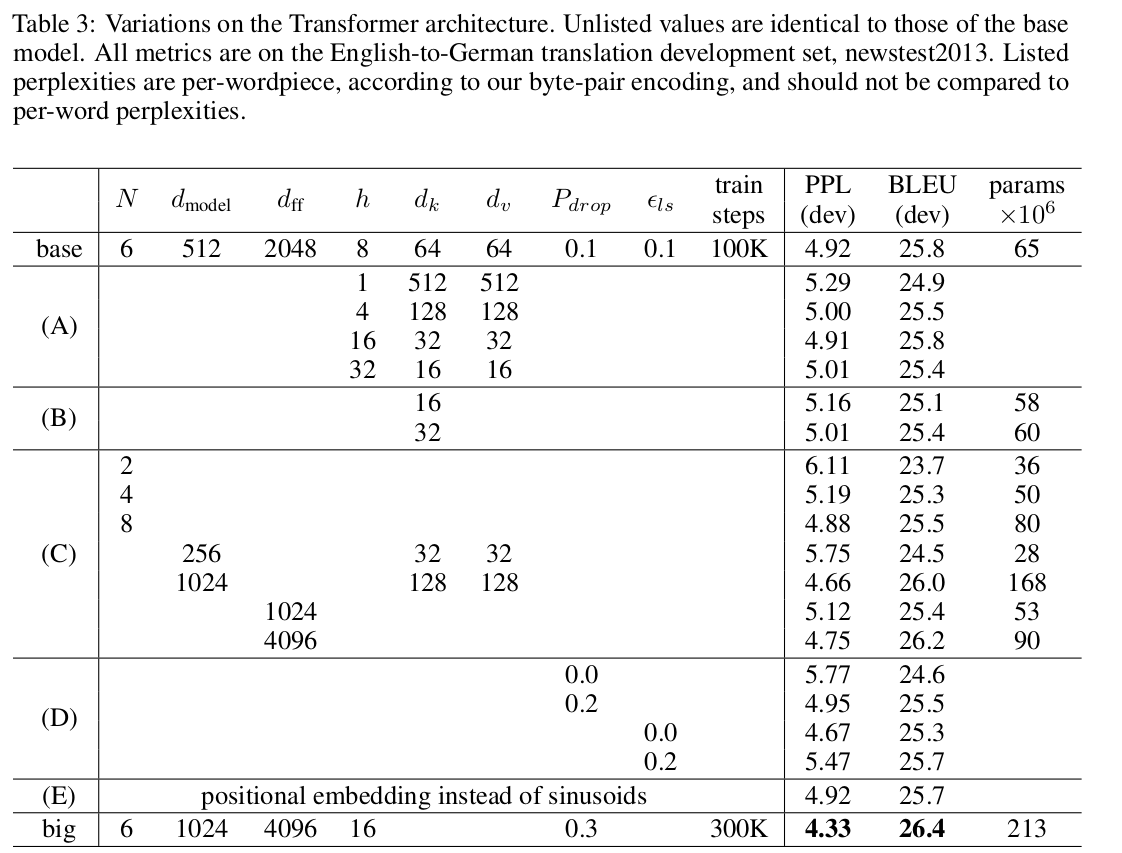 Table 3: Variations on the Transformer architecture. Unlisted values are identical to those of the base
model. All metrics are on the English-to-German translation development set, newstest2013. Listed
perplexities are per-wordpiece, according to our byte-pair encoding, and should not be compared to
per-word perplexities.
N d_model d_ff h d_k d_v P_drop ϵ_ls train steps PPL (dev) BLEU (dev) params ×10^6
base 6 512 2048 8 64 64 0.1 0.1 100K 4.92 25.8 65
(A)
1 512 512 5.29 24.9
4 128 128 5.00 25.5
16 32 32 4.91 25.8
32 16 16 5.01 25.4
(B)
16 5.16 25.1 58
32 5.01 25.4 60
(C)
2 6.11 23.7 36
4 5.19 25.3 50
8 4.88 25.5 80
256 32 32 5.75 24.5 28
1024 128 128 4.66 26.0 168
1024 5.12 25.4 53
4096 4.75 26.2 90
(D)
0.0 5.77 24.6
0.2 4.95 25.5
0.0 4.67 25.3
0.2 5.47 25.7
(E) positional embedding instead of sinusoids 4.92 25.7
big 6 1024 4096 16 0.3 300K 4.33 26.4 213